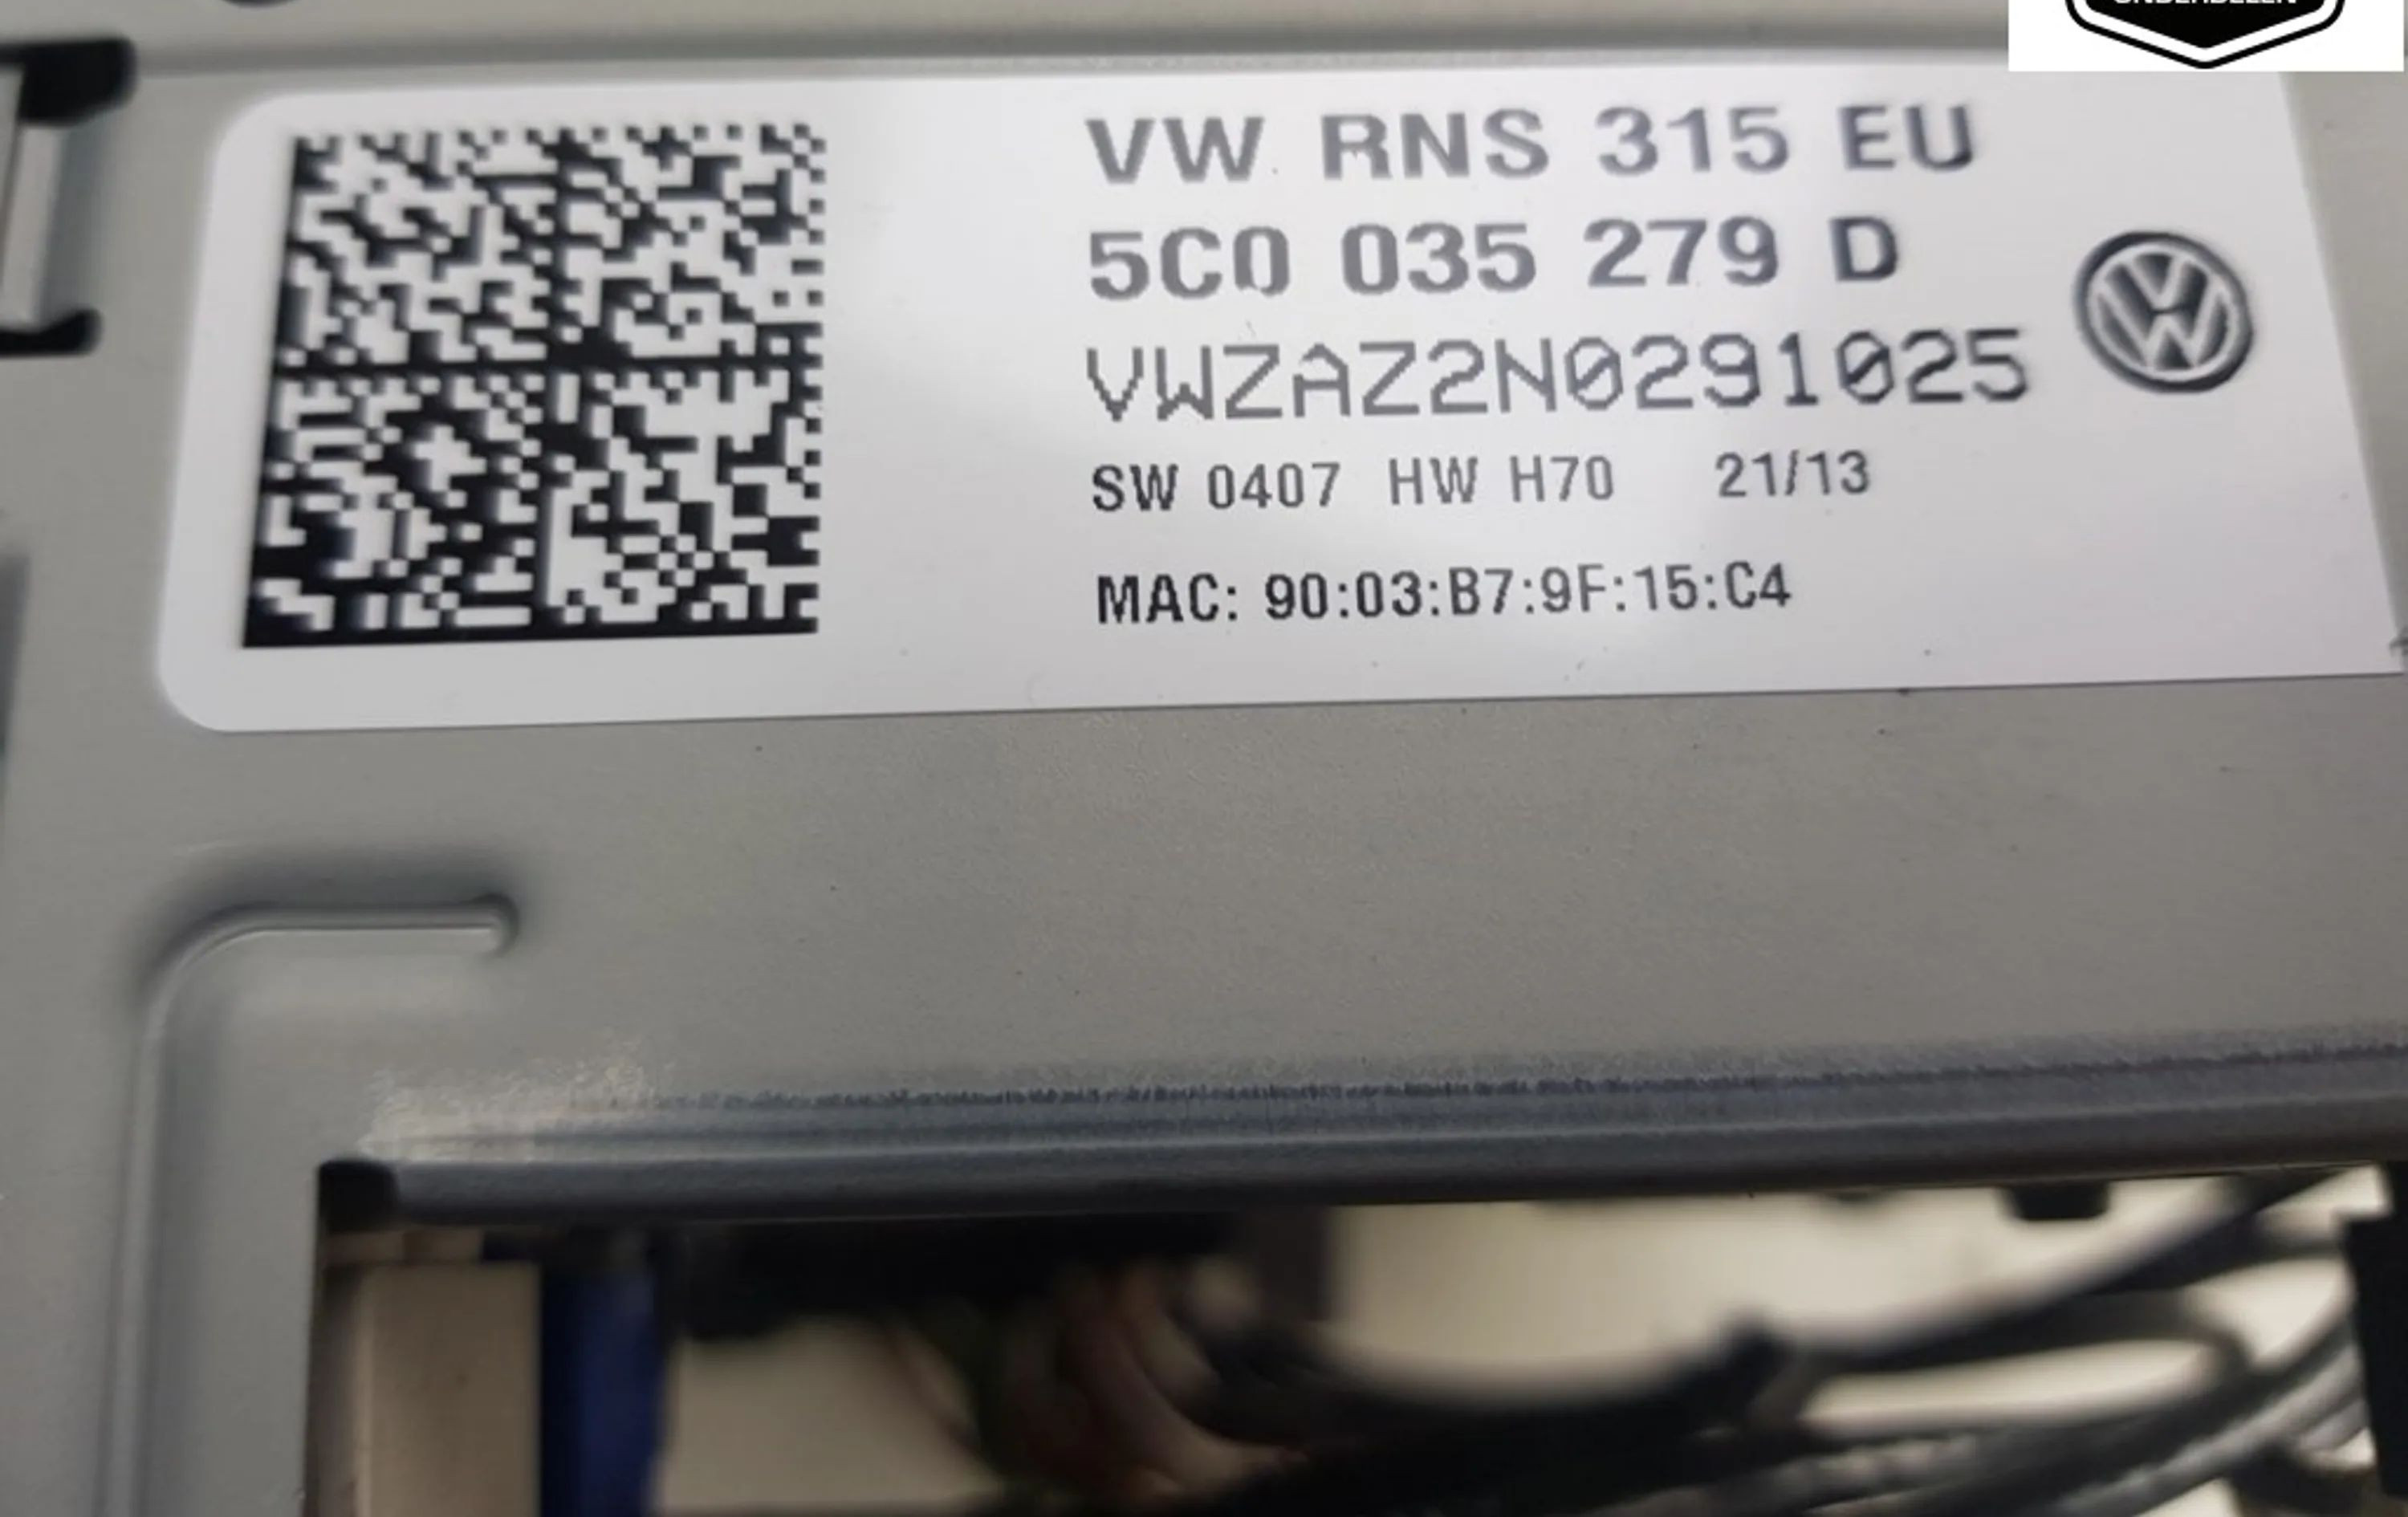 ONDERDELEN
VW RNS 315 EU
5C0 035 279 D
VWZAZ2N0291025
SW 0407 HW H70 21/13
MAC: 90:03:B7:9F:15:C4